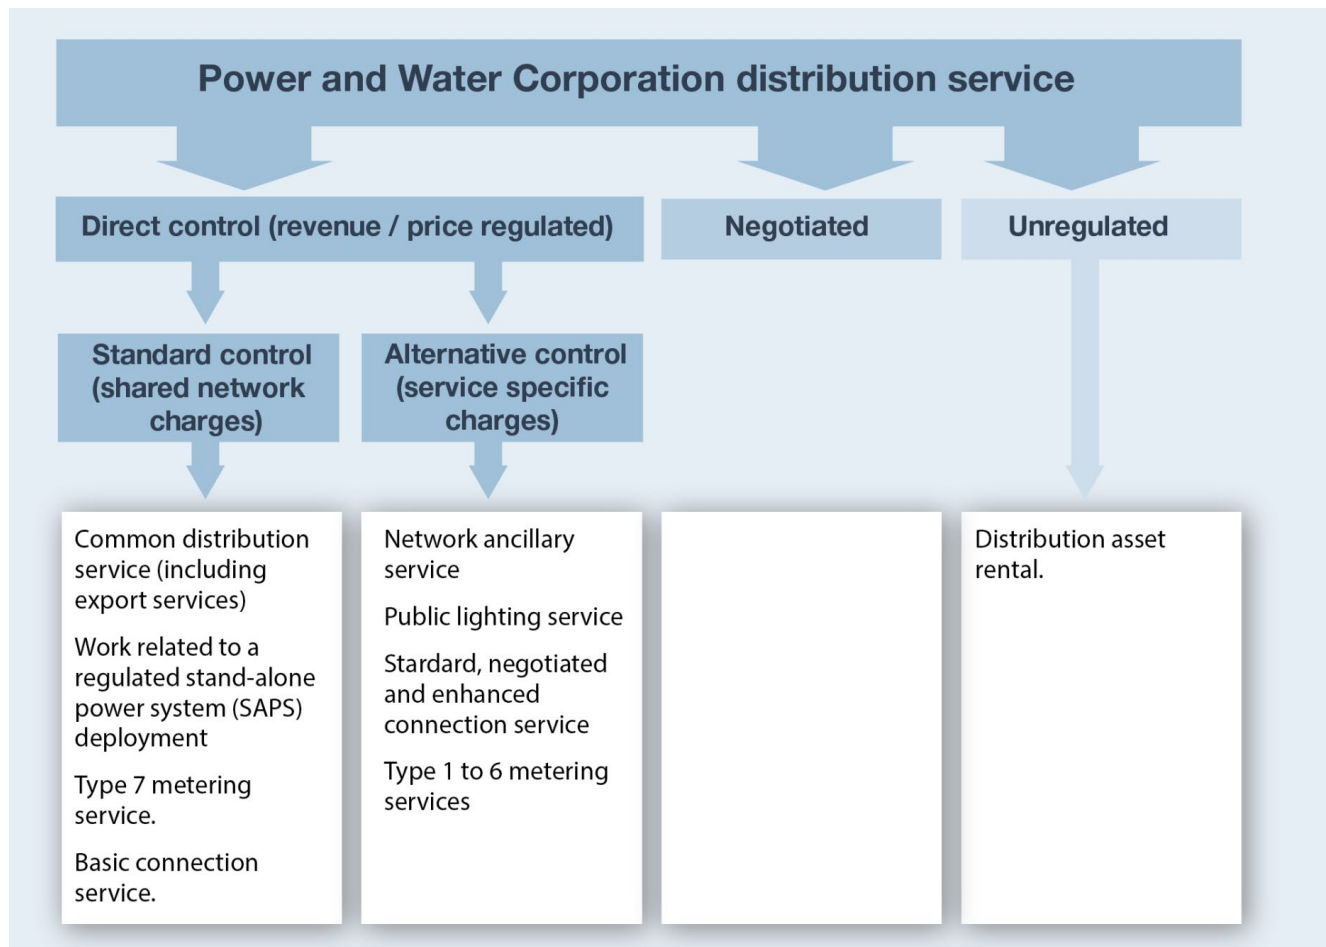 Power and Water Corporation distribution service
Direct control (revenue / price regulated)
Negotiated
Unregulated
Standard control
(shared network
charges)
Alternative control
(service specific
charges)
Common distribution
service (including
export services)
Work related to a
regulated stand-alone
power system (SAPS)
deployment
Type 7 metering
service.
Basic connection
service.
Network ancillary
service
Public lighting service
Stardard, negotiated
and enhanced
connection service
Type 1 to 6 metering
services
Distribution asset
rental.